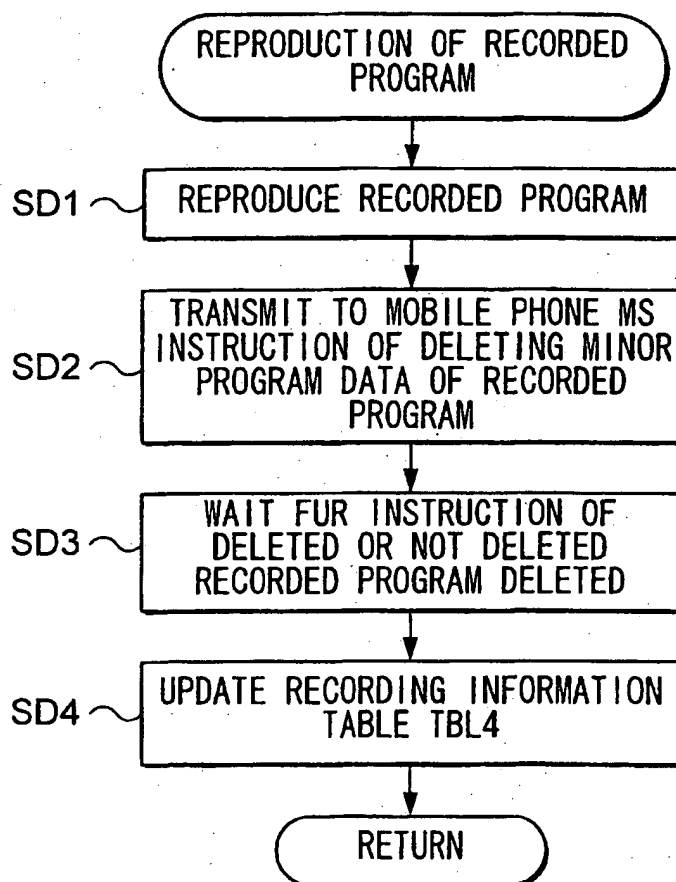 REPRODUCTION OF RECORDED
PROGRAM
SD1
REPRODUCE RECORDED PROGRAM
SD2
TRANSMIT TO MOBILE PHONE MS
INSTRUCTION OF DELETING MINOR
PROGRAM DATA OF RECORDED
PROGRAM
SD3
WAIT FUR INSTRUCTION OF
DELETED OR NOT DELETED
RECORDED PROGRAM DELETED
SD4
UPDATE RECORDING INFORMATION
TABLE TBL4
RETURN